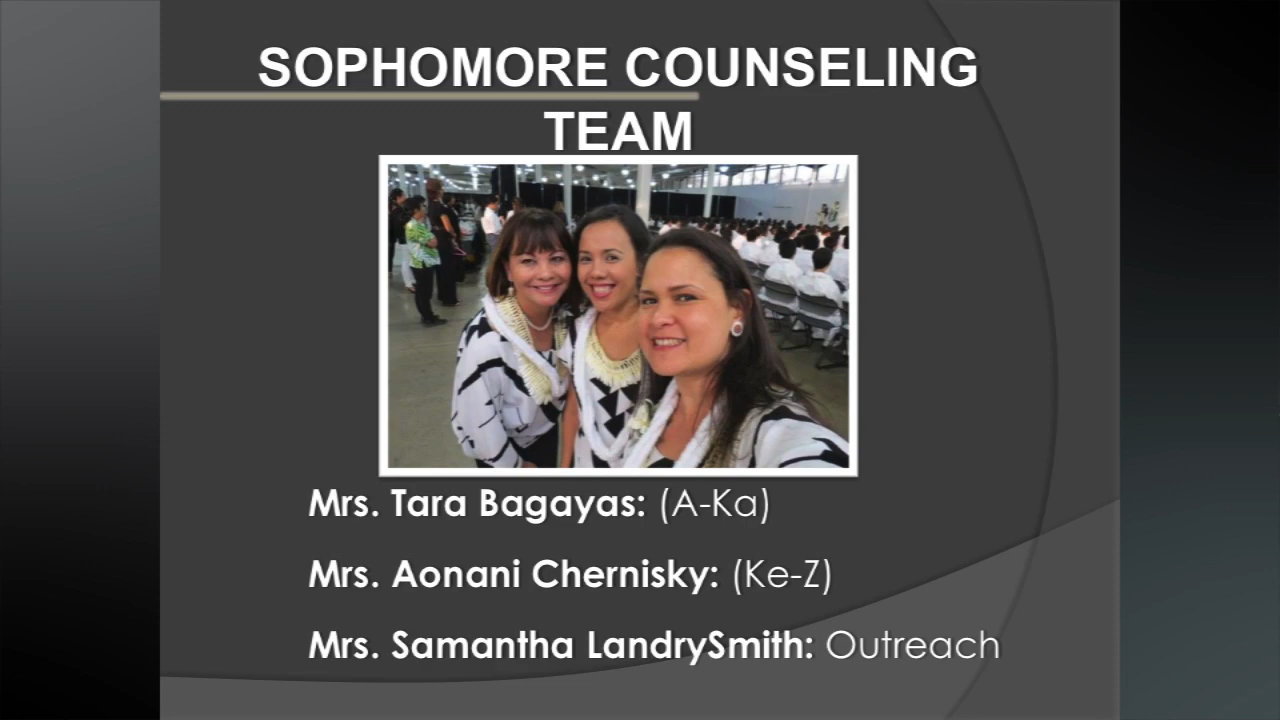 SOPHOMORE COUNSELING
TEAM
Mrs. Tara Bagayas: (A-Ka)
Mrs. Aonani Chernisky: (Ke-Z)
Mrs. Samantha LandrySmith: Outreach